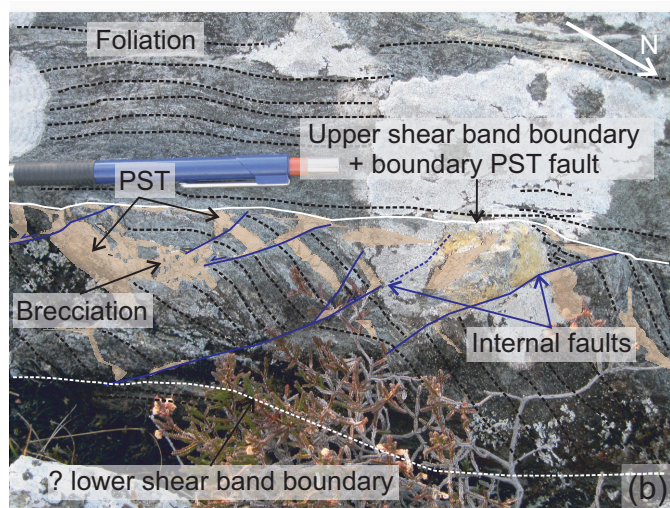 Foliation
N
Upper shear band boundary
+ boundary PST fault
PST
Brecciation
Internal faults
? lower shear band boundary
(b)